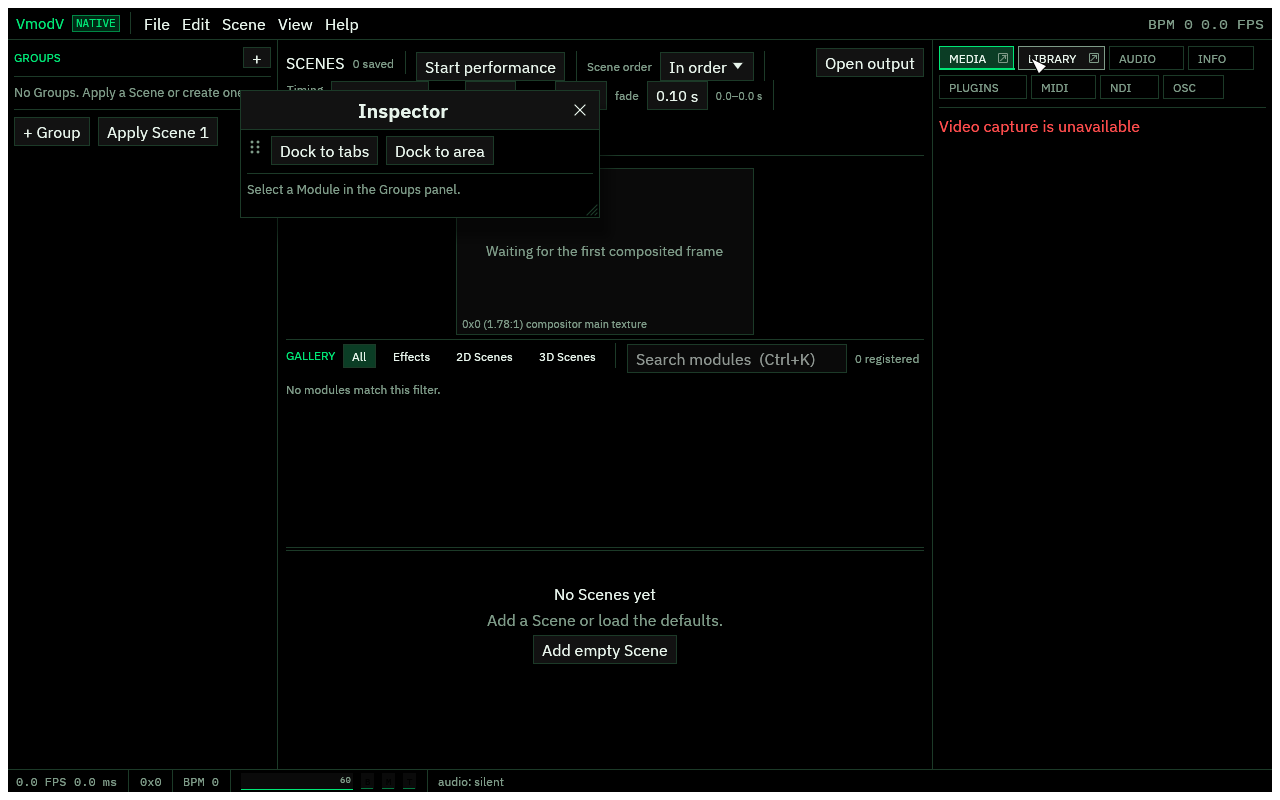 VmodV NATIVE File Edit Scene View Help BPM 0 0.0 FPS
GROUPS +
No Groups. Apply a Scene or create one
+ Group Apply Scene 1
SCENES 0 saved Start performance Scene order In order Open output
Timing fade 0.10 s 0.0–0.0 s
Inspector
Dock to tabs Dock to area
Select a Module in the Groups panel.
Waiting for the first composited frame
0x0 (1.78:1) compositor main texture
GALLERY All Effects 2D Scenes 3D Scenes Search modules (Ctrl+K) 0 registered
No modules match this filter.
No Scenes yet
Add a Scene or load the defaults.
Add empty Scene
MEDIA LIBRARY AUDIO INFO
PLUGINS MIDI NDI OSC
Video capture is unavailable
0.0 FPS 0.0 ms 0x0 BPM 0 60 audio: silent